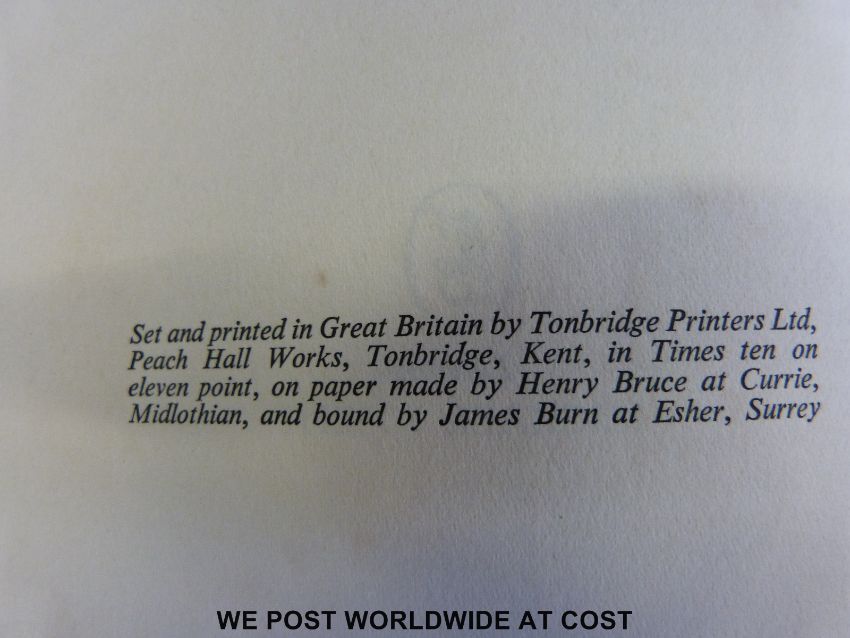 Set and printed in Great Britain by Tonbridge Printers Ltd,
Peach Hall Works, Tonbridge, Kent, in Times ten on
eleven point, on paper made by Henry Bruce at Currie,
Midlothian, and bound by James Burn at Esher, Surrey
WE POST WORLDWIDE AT COST